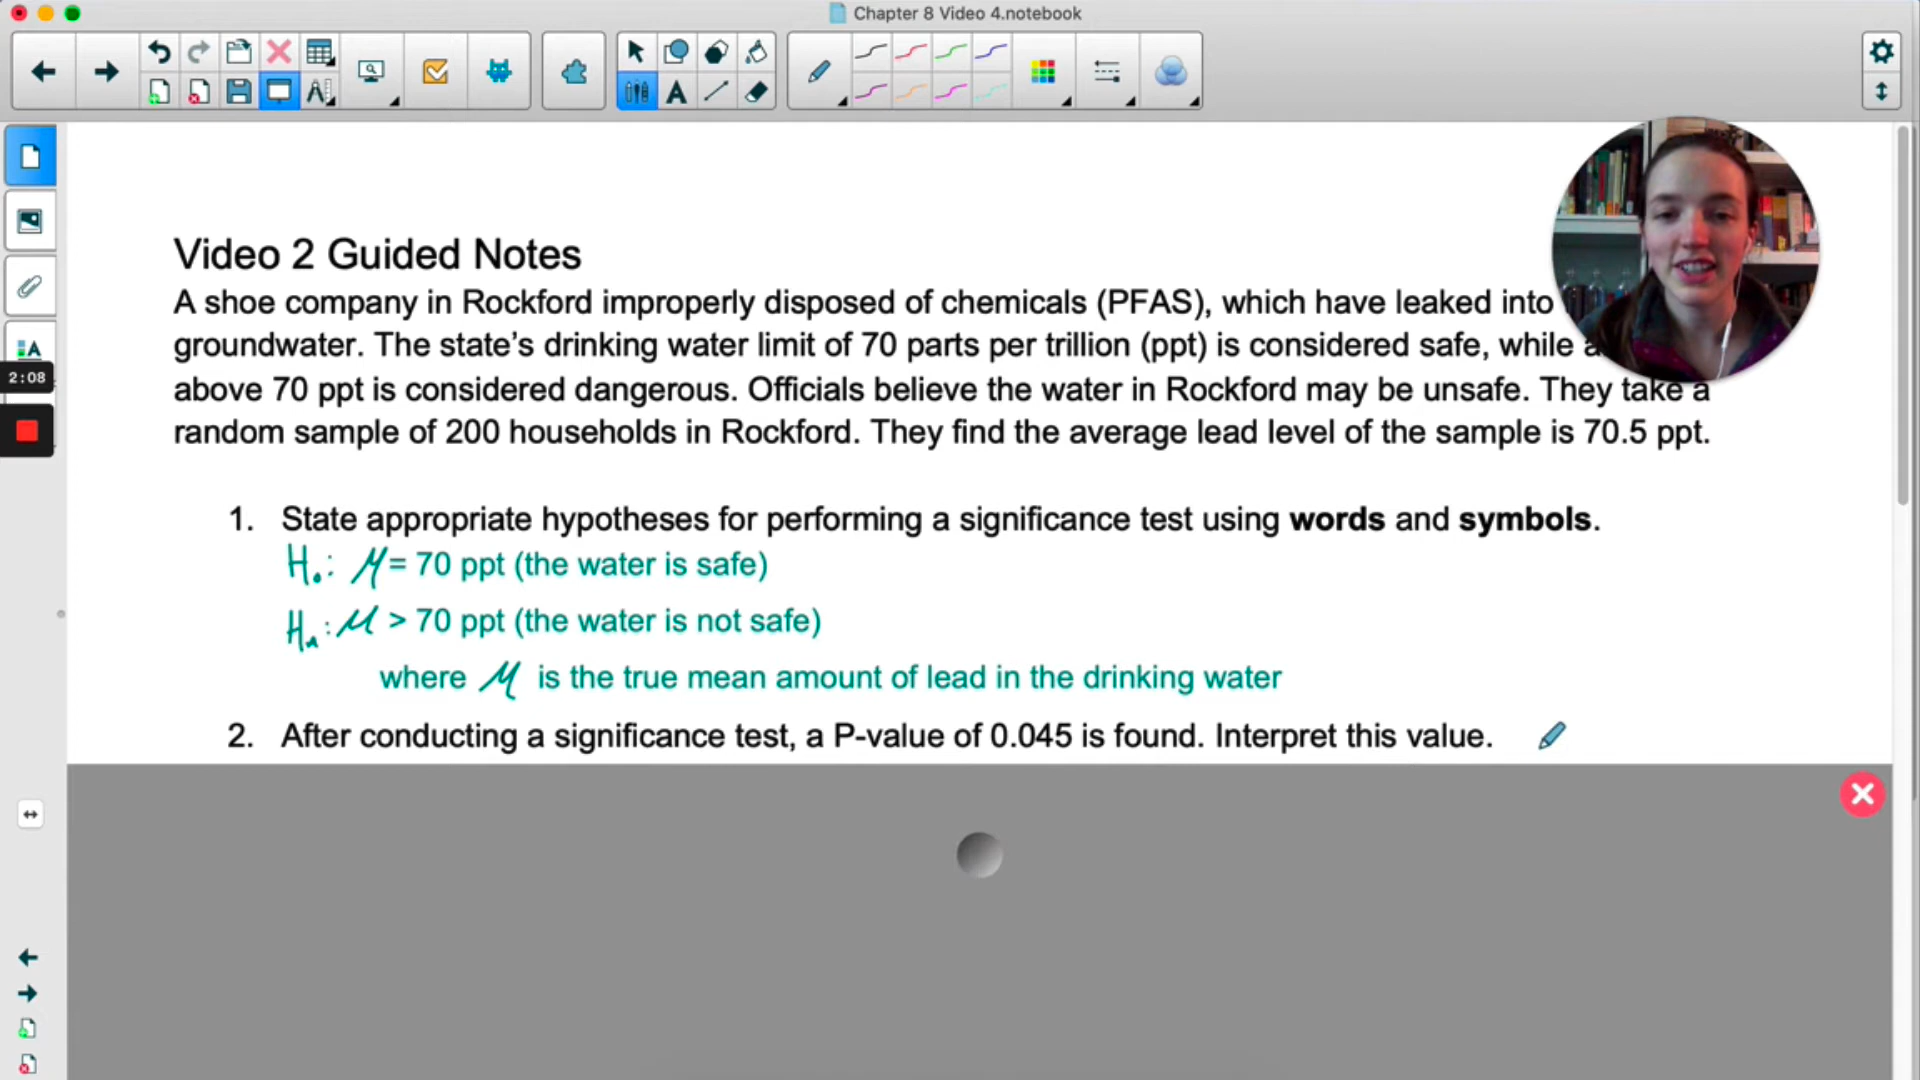 Chapter 8 Video 4.notebook
Video 2 Guided Notes
A shoe company in Rockford improperly disposed of chemicals (PFAS), which have leaked into
groundwater. The state's drinking water limit of 70 parts per trillion (ppt) is considered safe, while
above 70 ppt is considered dangerous. Officials believe the water in Rockford may be unsafe. They take a
random sample of 200 households in Rockford. They find the average lead level of the sample is 70.5 ppt.
1. State appropriate hypotheses for performing a significance test using words and symbols.
H₀: μ = 70 ppt (the water is safe)
Hₐ: μ > 70 ppt (the water is not safe)
where μ is the true mean amount of lead in the drinking water
2. After conducting a significance test, a P-value of 0.045 is found. Interpret this value.
2:08